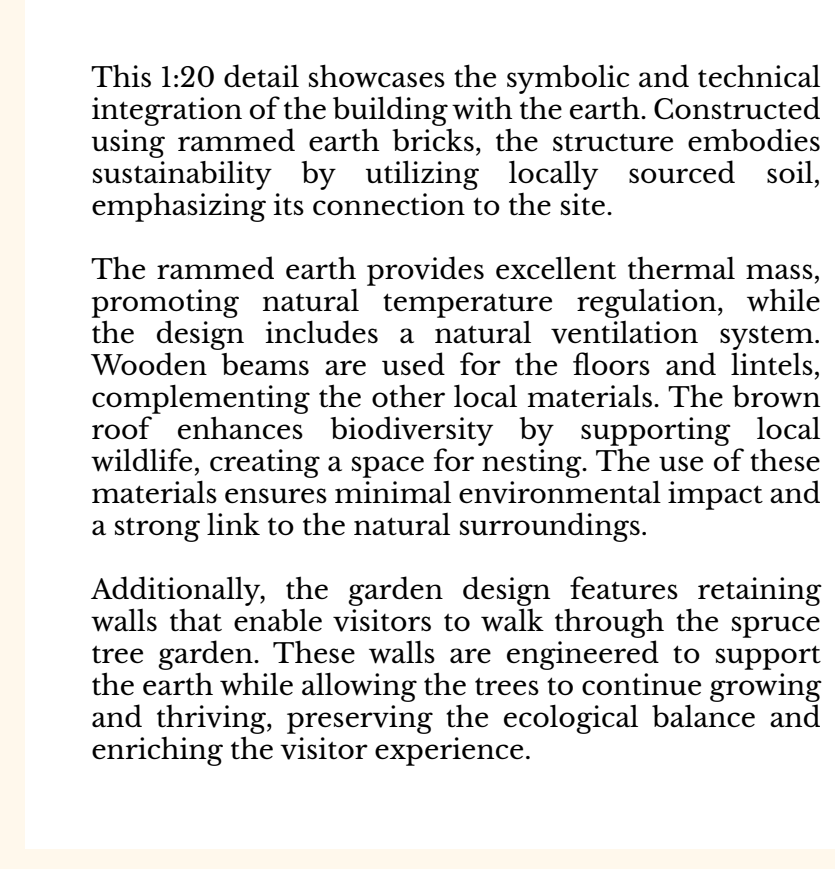 This 1:20 detail showcases the symbolic and technical
integration of the building with the earth. Constructed
using rammed earth bricks, the structure embodies
sustainability by utilizing locally sourced soil,
emphasizing its connection to the site.
The rammed earth provides excellent thermal mass,
promoting natural temperature regulation, while
the design includes a natural ventilation system.
Wooden beams are used for the floors and lintels,
complementing the other local materials. The brown
roof enhances biodiversity by supporting local
wildlife, creating a space for nesting. The use of these
materials ensures minimal environmental impact and
a strong link to the natural surroundings.
Additionally, the garden design features retaining
walls that enable visitors to walk through the spruce
tree garden. These walls are engineered to support
the earth while allowing the trees to continue growing
and thriving, preserving the ecological balance and
enriching the visitor experience.